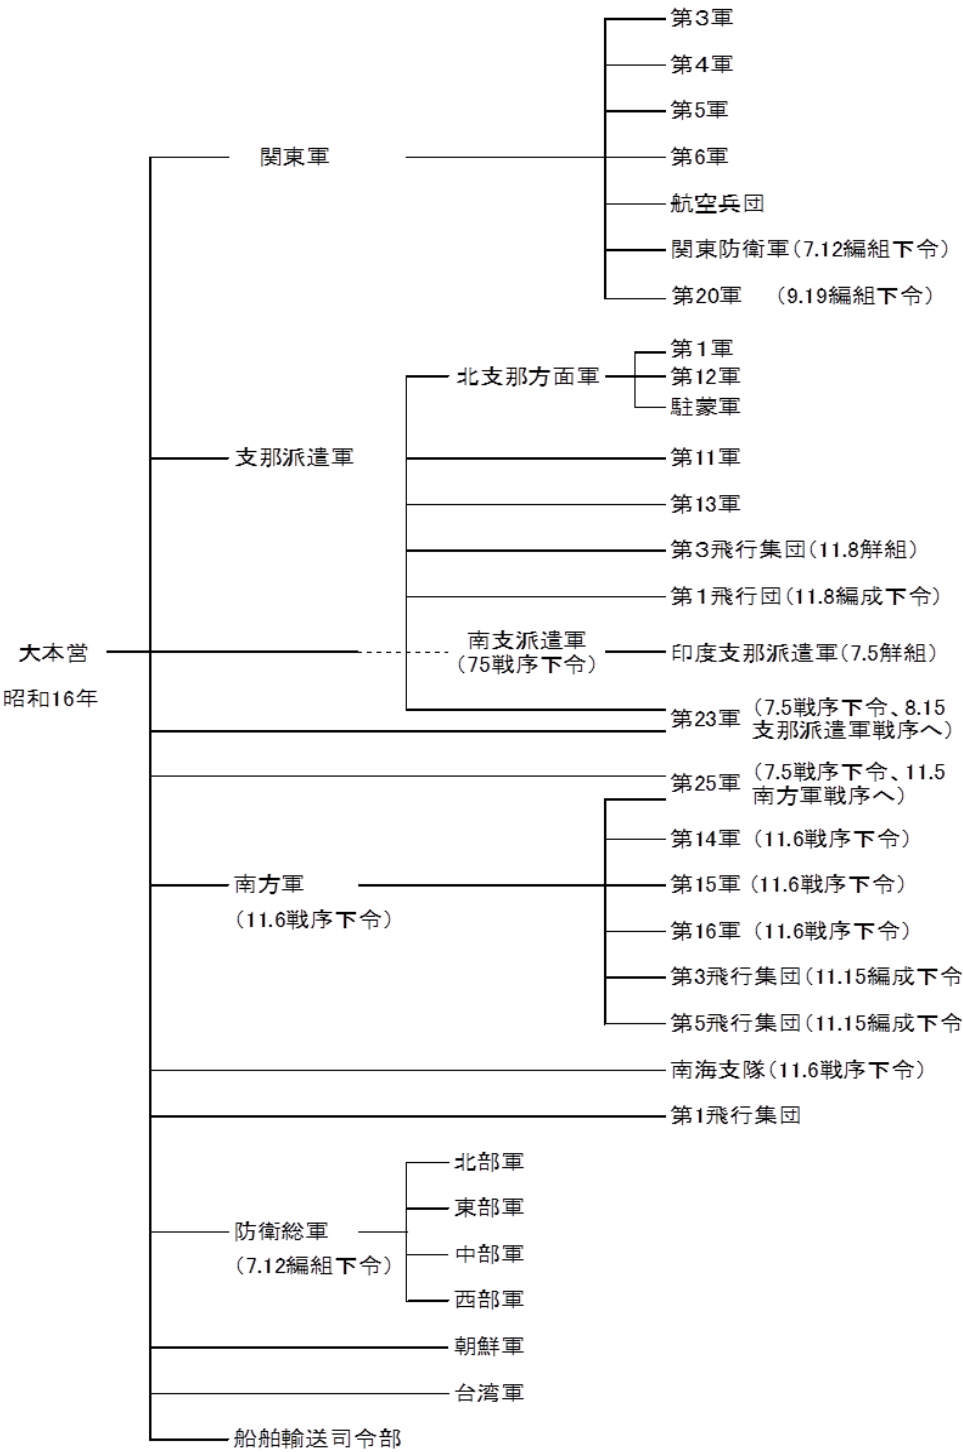 第３軍
第４軍
第5軍
関東軍
第6軍
航空兵団
関東防衛軍(7.12編組下令)
第20軍 (9.19編組下令)
第１軍
北支那方面軍
第12軍
駐蒙軍
支那派遣軍
第11軍
第13軍
第３飛行集団(11.8解組)
第１飛行団(11.8編成下令)
大本営
昭和16年
南支派遣軍
(75戦序下令)
印度支那派遣軍(7.5解組)
第23軍 (7.5戦序下令、8.15
支那派遣軍戦序へ)
第25軍 (7.5戦序下令、11.5
南方軍戦序へ)
第14軍 (11.6戦序下令)
南方軍
(11.6戦序下令)
第15軍 (11.6戦序下令)
第16軍 (11.6戦序下令)
第3飛行集団(11.15編成下令
第5飛行集団(11.15編成下令
南海支隊(11.6戦序下令)
第1飛行集団
北部軍
東部軍
防衛総軍
(7.12編組下令)
中部軍
西部軍
朝鮮軍
台湾軍
船舶輸送司令部